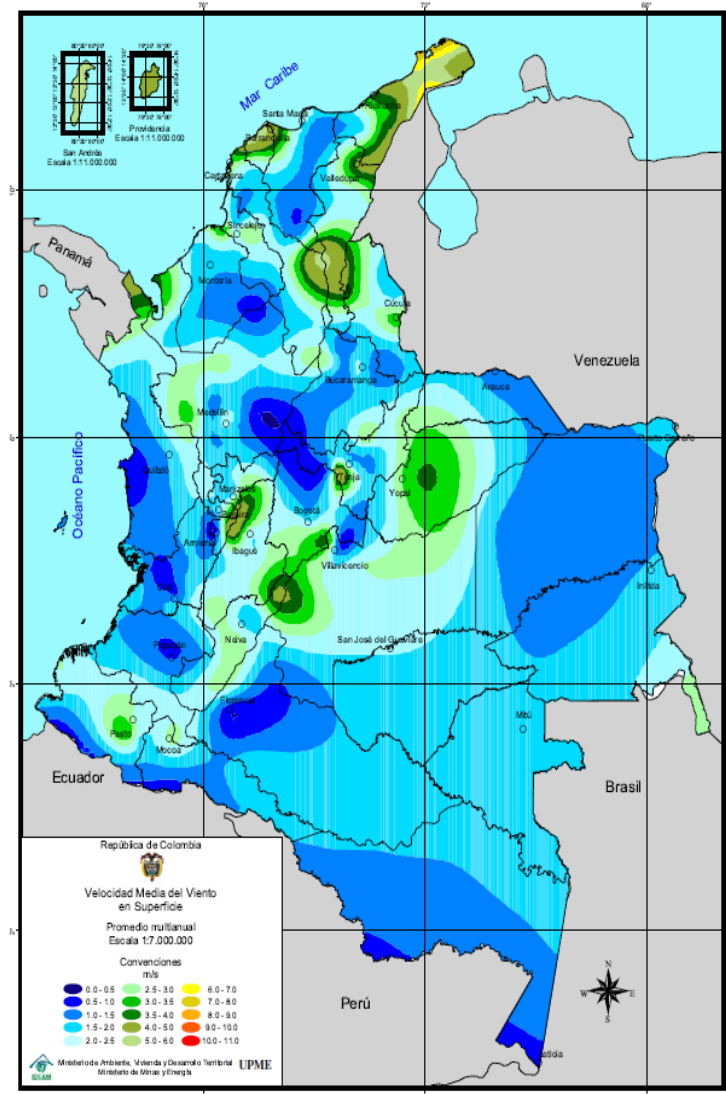 76°
72°
68°
San Andrés
Escala 1:11.000.000
Providencia
Escala 1:11.000.000
Mar Caribe
Riohacha
Santa Marta
Barranquilla
Cartagena
Valledupar
Sincelejo
Panamá
Montería
Cúcuta
Venezuela
Bucaramanga
Arauca
Medellín
Puerto Carreño
Océano Pacífico
Quibdó
Tunja
Yopal
Manizales
Pereira
Bogotá
Armenia
Ibagué
Villavicencio
Inírida
Cali
Neiva
San José del Guaviare
Popayán
Florencia
Mitú
Pasto
Mocoa
Ecuador
Brasil
República de Colombia
Velocidad Media del Viento
en Superficie
Promedio multianual
Escala 1:7.000.000
Convenciones
m/s
0.0 - 0.5 2.5 - 3.0 6.0 - 7.0
0.5 - 1.0 3.0 - 3.5 7.0 - 8.0
1.0 - 1.5 3.5 - 4.0 8.0 - 9.0
1.5 - 2.0 4.0 - 5.0 9.0 - 10.0
2.0 - 2.5 5.0 - 6.0 10.0 - 11.0
N
W E
S
Perú
Leticia
IDEAM
Ministerio de Ambiente, Vivienda y Desarrollo Territorial
Ministerio de Minas y Energía
UPME